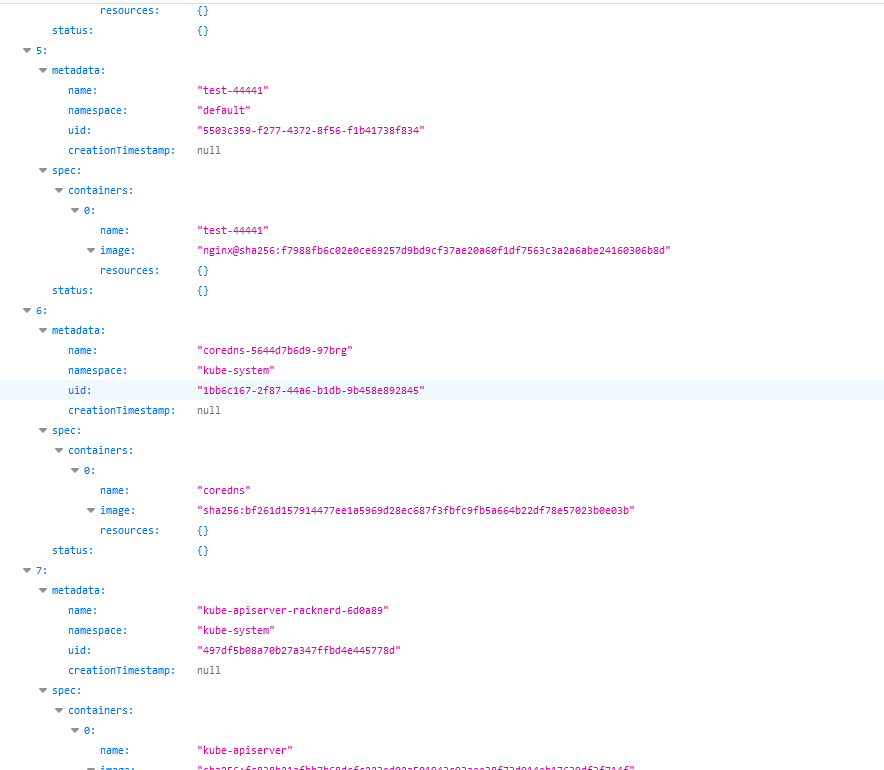 resources: {}
status: {}
5:
metadata:
name: "test-44441"
namespace: "default"
uid: "5503c359-f277-4372-8f56-f1b41738f834"
creationTimestamp: null
spec:
containers:
0:
name: "test-44441"
image: "nginx@sha256:f7988fb6c02e0ce69257d9bd9cf37ae20a60f1df7563c3a2a6abe24160306b8d"
resources: {}
status: {}
6:
metadata:
name: "coredns-5644d7b6d9-97brg"
namespace: "kube-system"
uid: "1bb6c167-2f87-44a6-b1db-9b458e892845"
creationTimestamp: null
spec:
containers:
0:
name: "coredns"
image: "sha256:bf261d157914477ee1a5969d28ec687f3fbfc9fb5a664b22df78e57023b0e03b"
resources: {}
status: {}
7:
metadata:
name: "kube-apiserver-racknerd-6d0a89"
namespace: "kube-system"
uid: "497df5b08a70b27a347ffbd4e445778d"
creationTimestamp: null
spec:
containers:
0:
name: "kube-apiserver"
image: